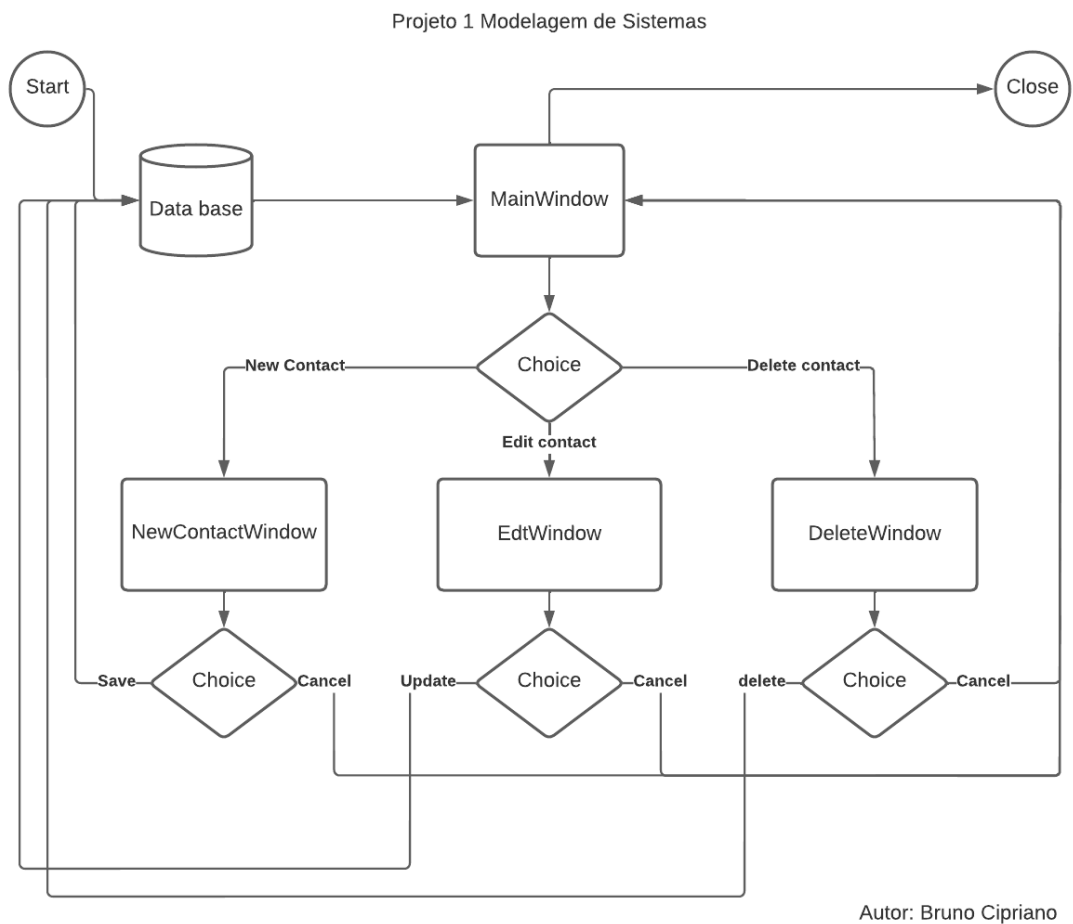 Projeto 1 Modelagem de Sistemas
Start
Close
Data base
MainWindow
Choice
New Contact
Delete contact
Edit contact
NewContactWindow
EdtWindow
DeleteWindow
Save
Choice
Cancel
Update
Choice
Cancel
delete
Choice
Cancel
Autor: Bruno Cipriano